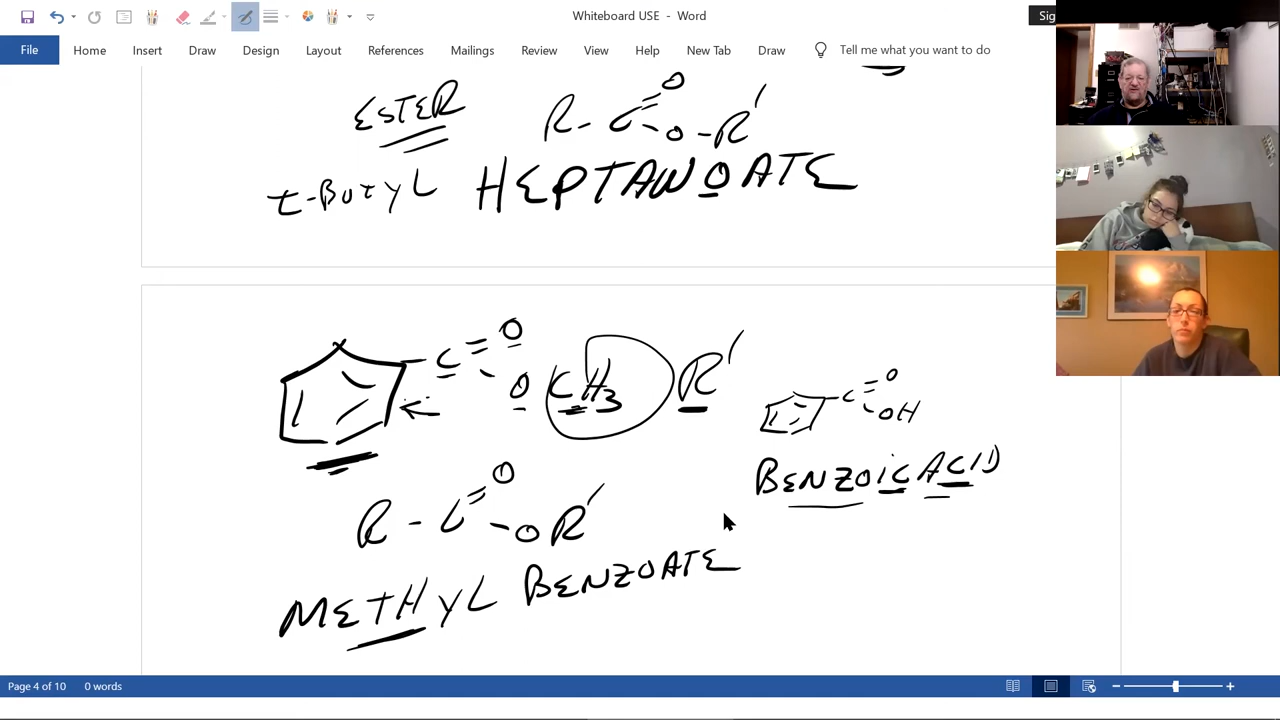 Whiteboard USE - Word
Sig
File Home Insert Draw Design Layout References Mailings Review View Help New Tab Draw Tell me what you want to do
ESTER R-C=O-O-R'
t-Butyl HEPTANOATE
C=O
O CH3 R'
C=O
OH
BENZOIC ACID
R-C=O-OR'
METHYL BENZOATE
Page 4 of 10 0 words